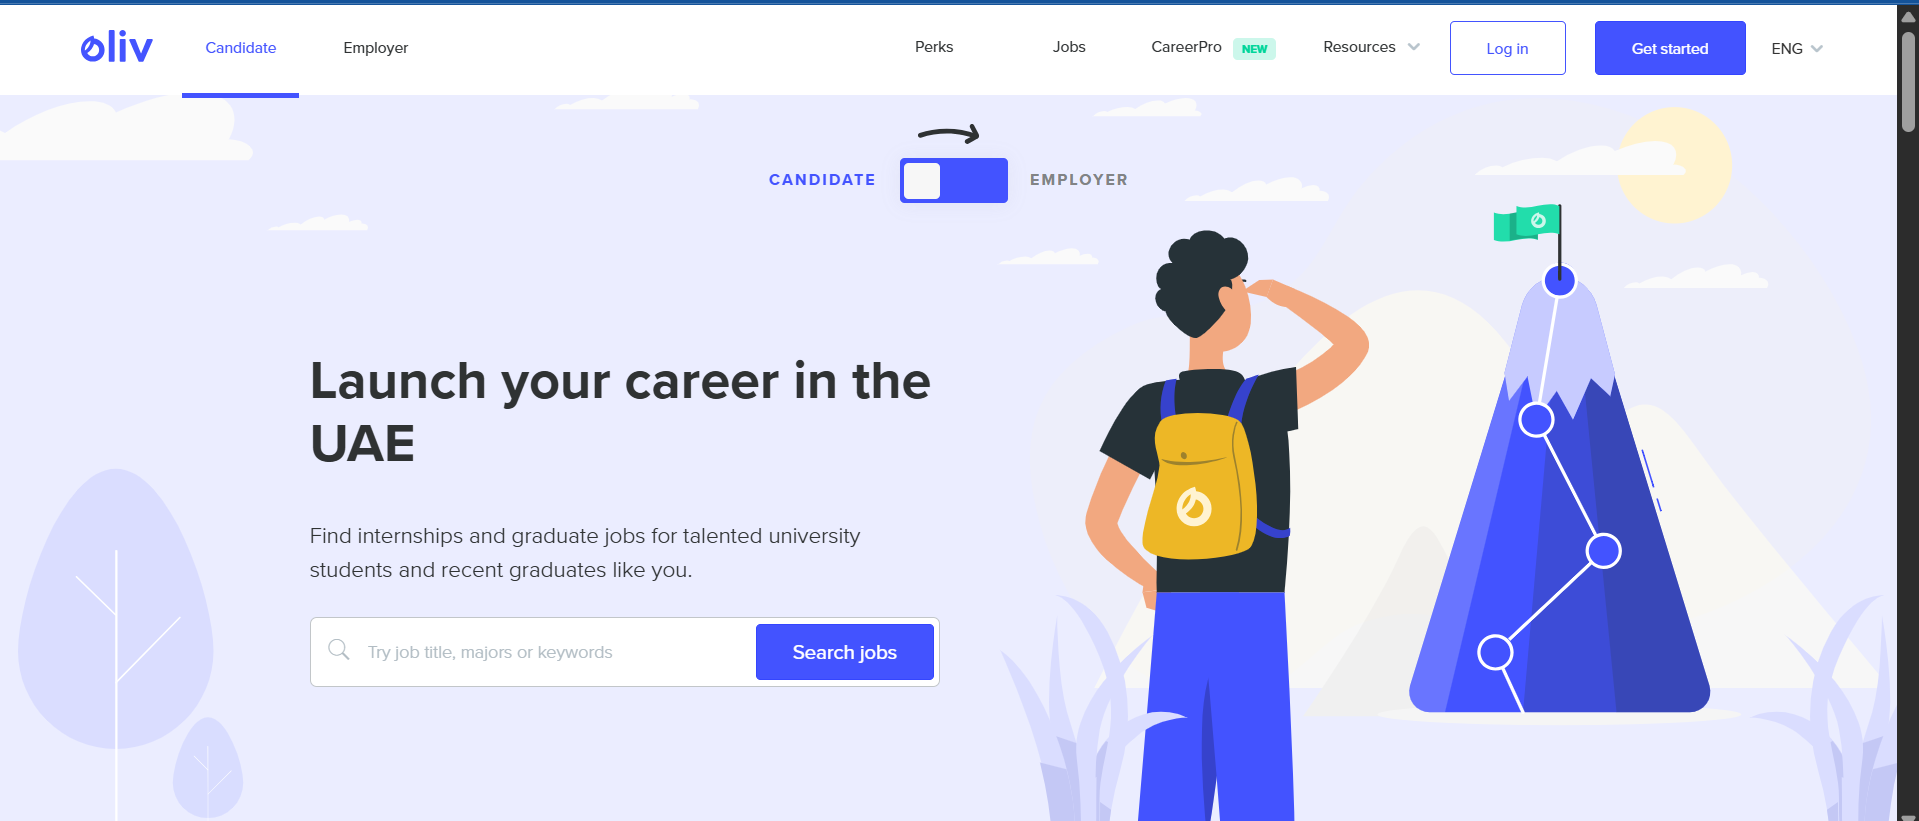 oliv
Candidate
Employer
Perks
Jobs
CareerPro NEW
Resources
Log in
Get started
ENG
CANDIDATE
EMPLOYER
Launch your career in the
UAE
Find internships and graduate jobs for talented university
students and recent graduates like you.
Try job title, majors or keywords
Search jobs